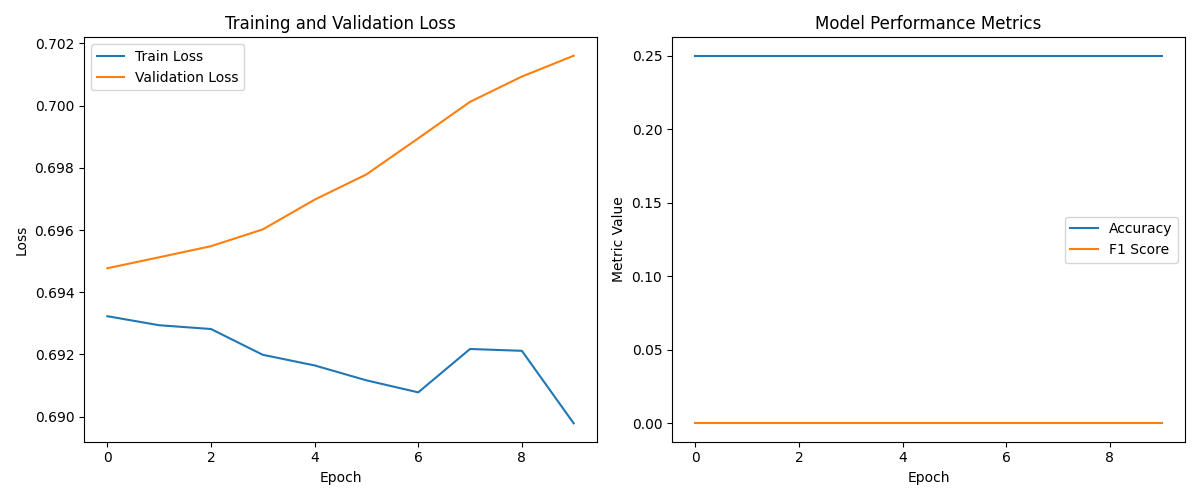 Training and Validation Loss
0.702
0.700
0.698
0.696
0.694
0.692
0.690
Loss
Train Loss
Validation Loss
0 2 4 6 8
Epoch
Model Performance Metrics
0.25
0.20
0.15
0.10
0.05
0.00
Metric Value
Accuracy
F1 Score
0 2 4 6 8
Epoch